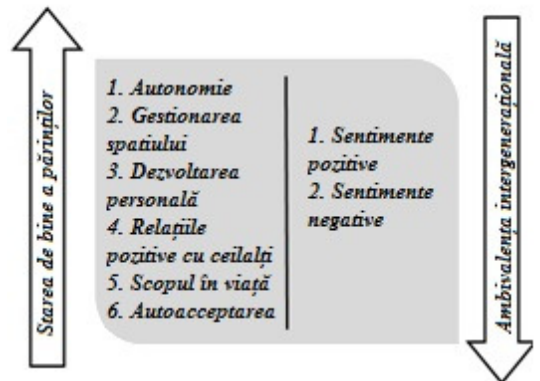 Starea de bine a părinților
1. Autonomie
2. Gestionarea
spatiului
3. Dezvoltarea
personală
4. Relațiile
pozitive cu ceilalți
5. Scopul în viață
6. Autoacceptarea
1. Sentimente
pozitive
2. Sentimente
negative
Ambivalența intergenerațională